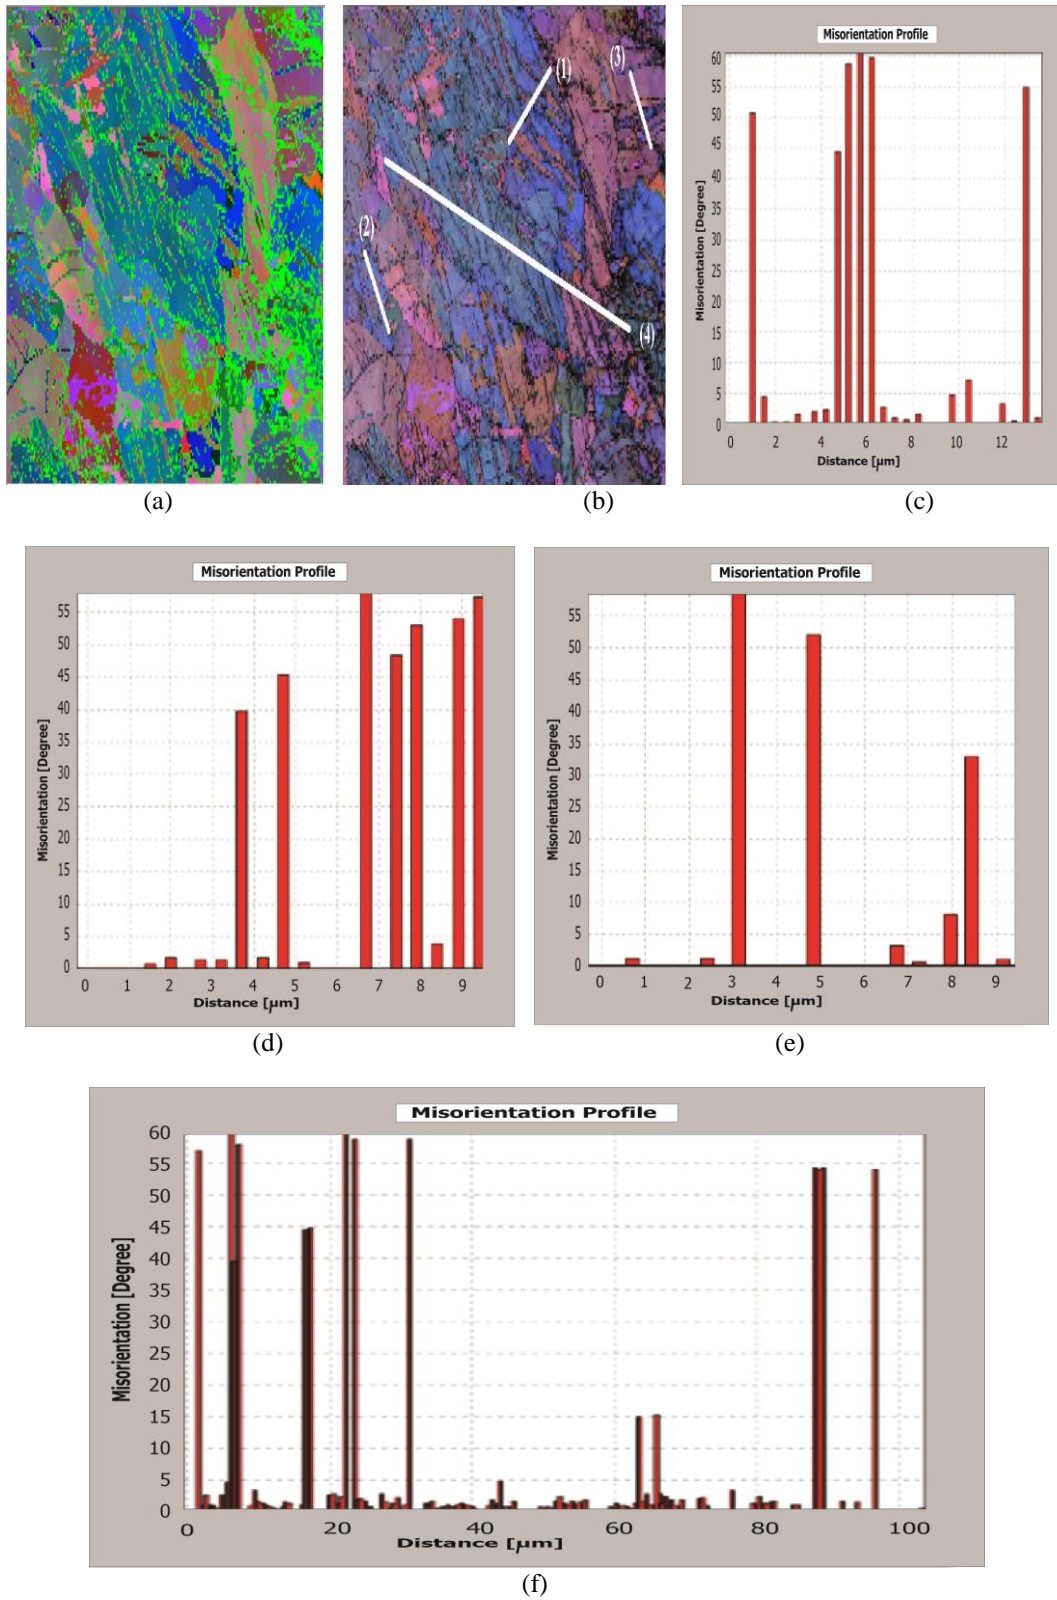 (1)
(2)
(3)
(4)
(a)
(b)
Misorientation Profile
Misorientation [Degree]
60
55
50
45
40
35
30
25
20
15
10
5
0
0 2 4 6 8 10 12
Distance [µm]
(c)
Misorientation Profile
Misorientation [Degree]
55
50
45
40
35
30
25
20
15
10
5
0
0 1 2 3 4 5 6 7 8 9
Distance [µm]
(d)
Misorientation Profile
Misorientation [Degree]
55
50
45
40
35
30
25
20
15
10
5
0
0 1 2 3 4 5 6 7 8 9
Distance [µm]
(e)
Misorientation Profile
Misorientation [Degree]
60
55
50
45
40
35
30
25
20
15
10
5
0
0 20 40 60 80 100
Distance [µm]
(f)